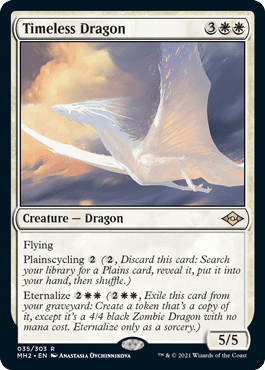 Timeless Dragon 3
Creature — Dragon
Flying
Plainscycling 2 (2, Discard this card: Search
your library for a Plains card, reveal it, put it into
your hand, then shuffle.)
Eternalize 2 (2, Exile this card from
your graveyard: Create a token that's a copy of
it, except it's a 4/4 black Zombie Dragon with no
mana cost. Eternalize only as a sorcery.)
5/5
035/303 R
MH2 • EN Anastasia Ovchinnikova
™ & © 2021 Wizards of the Coast